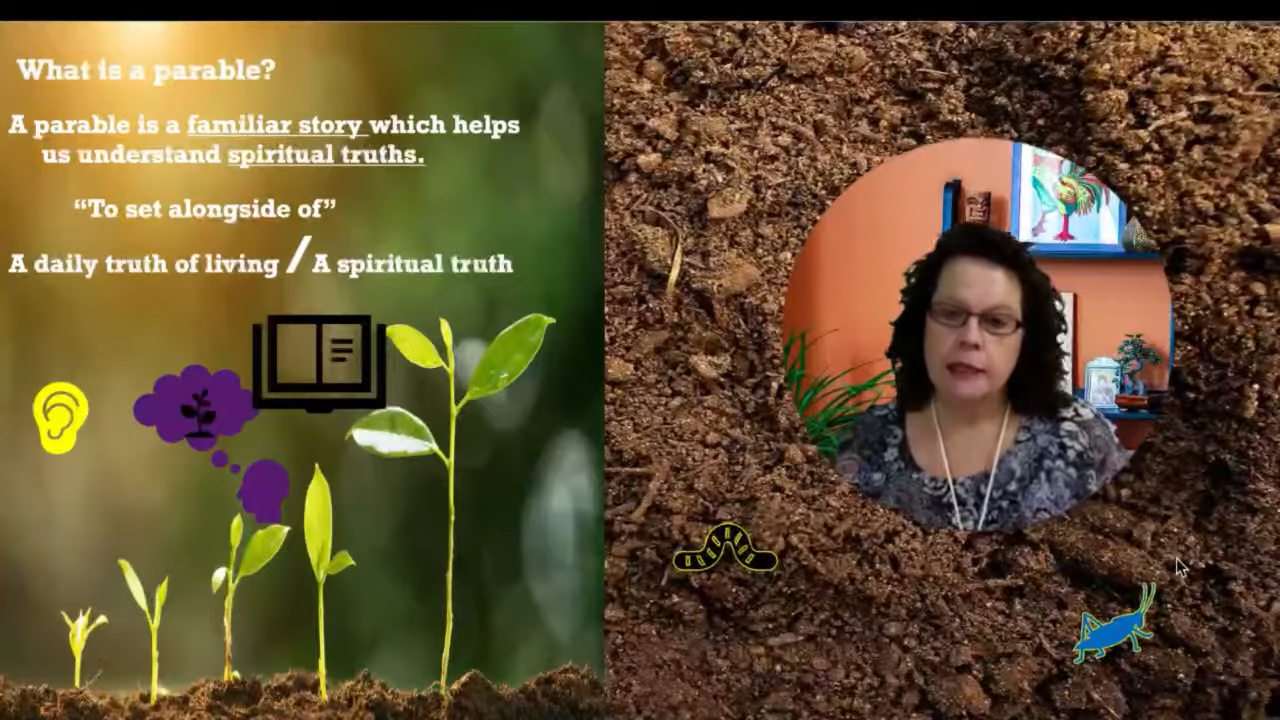 What is a parable?
A parable is a familiar story which helps
us understand spiritual truths.
“To set alongside of”
A daily truth of living / A spiritual truth